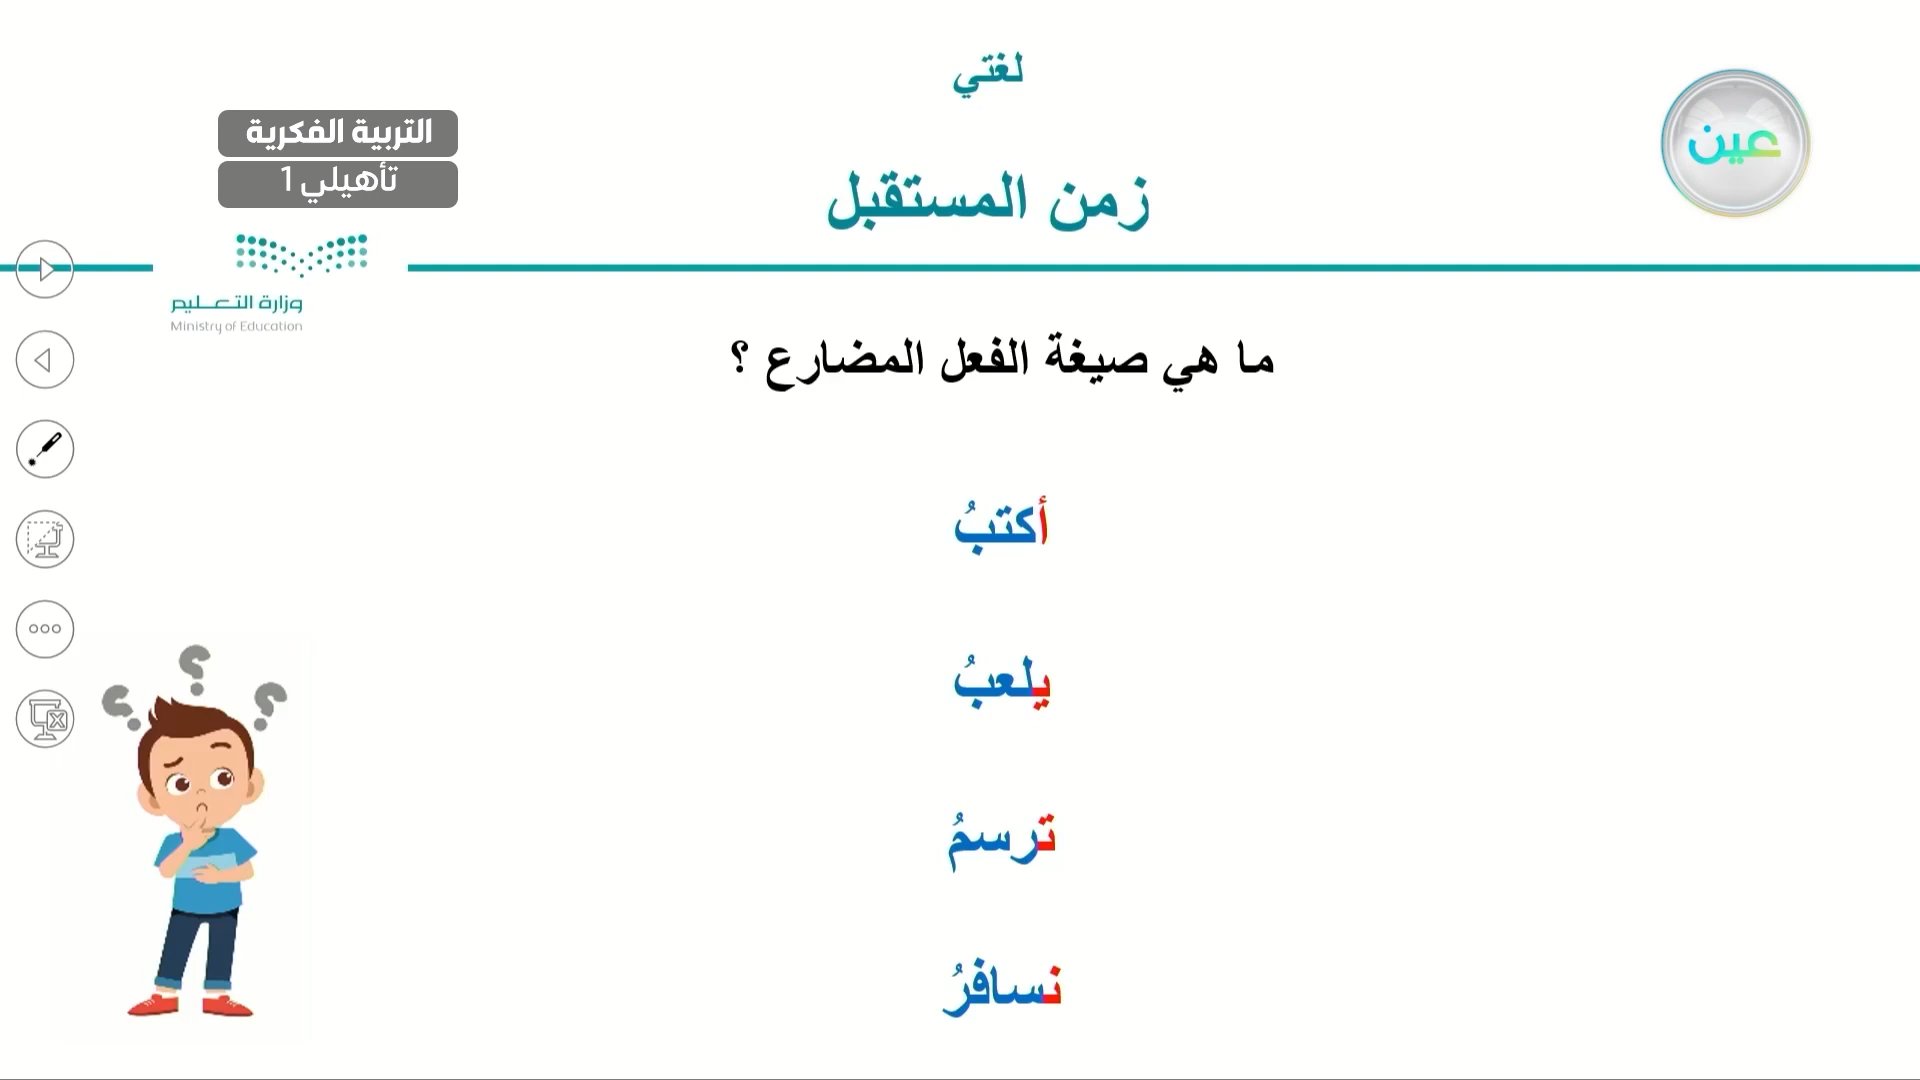 لغتي
عين
التربية الفكرية
تأهيلي 1
زمن المستقبل
وزارة التعـــليم
Ministry of Education
ما هي صيغة الفعل المضارع ؟
أكتبُ
يلعبُ
ترسمُ
نسافرُ
? ? ?